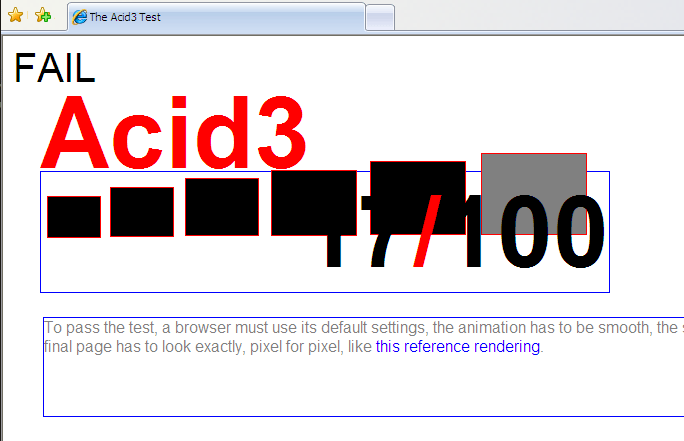 The Acid3 Test
FAIL
Acid3
17/100
To pass the test, a browser must use its default settings, the animation has to be smooth, the
final page has to look exactly, pixel for pixel, like this reference rendering.